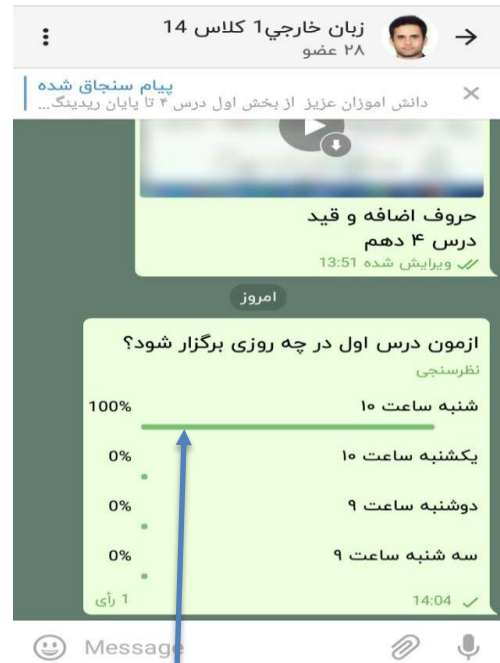 زبان خارجي1 کلاس 14
۲۸ عضو
پیام سنجاق شده
دانش اموزان عزیز از بخش اول درس ۴ تا پایان ریدینگ...
حروف اضافه و قید
درس ۴ دهم
ویرایش شده 13:51
امروز
ازمون درس اول در چه روزی برگزار شود؟
نظرسنجی
شنبه ساعت ۱۰
100%
یکشنبه ساعت ۱۰
0%
دوشنبه ساعت ۹
0%
سه شنبه ساعت ۹
0%
1 رأی
14:04
Message